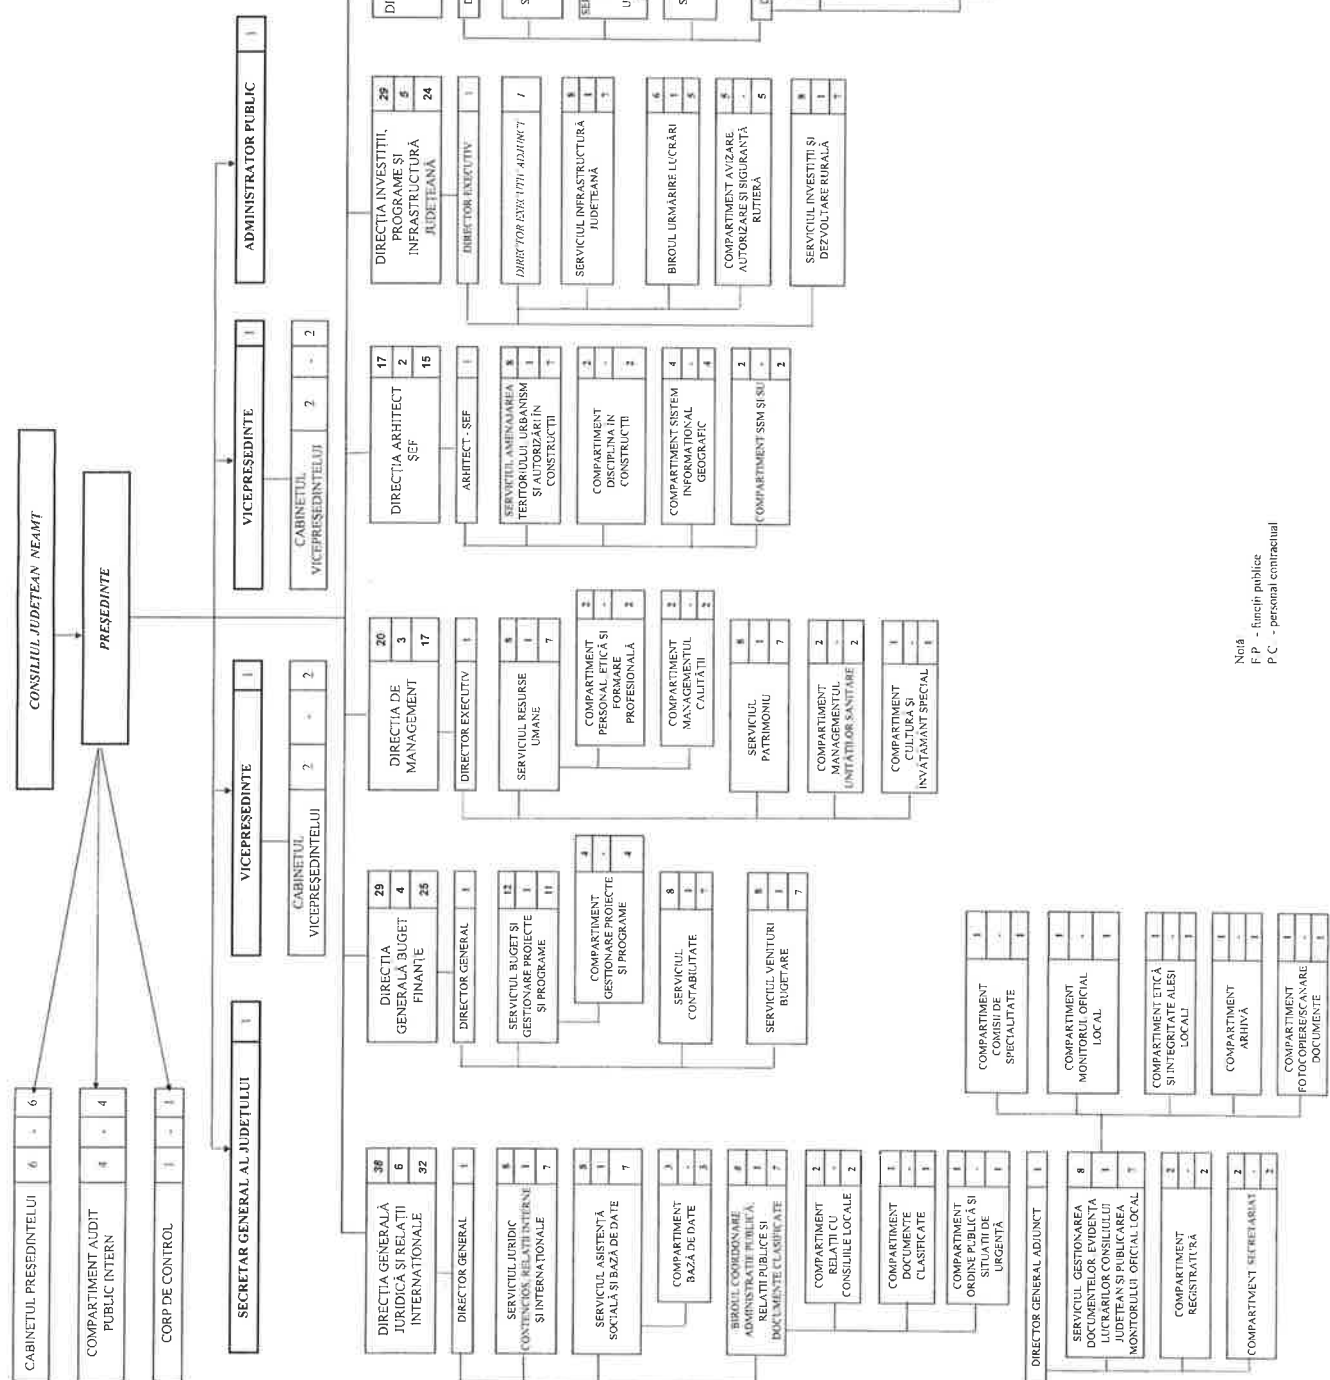 CONSILIUL JUDEȚEAN NEAMȚ
PREȘEDINTE
CABINETUL PREȘEDINTELUI 6 - 6
COMPARTIMENT AUDIT
PUBLIC INTERN
4 - 4
CORP DE CONTROL 1 - 1
SECRETAR GENERAL AL JUDEȚULUI 1
VICEPREȘEDINTE 1
CABINETUL
VICEPREȘEDINTELUI
2 - 2
VICEPREȘEDINTE 1
CABINETUL
VICEPREȘEDINTELUI
2 - 2
ADMINISTRATOR PUBLIC 1
DIRECȚIA GENERALĂ
JURIDICĂ ȘI RELAȚII
INTERNAȚIONALE
38
6
32
DIRECTOR GENERAL 1
SERVICIUL JURIDIC
CONTENCIOS, RELAȚII INTERNE
ȘI INTERNAȚIONALE
8
1
7
SERVICIUL ASISTENȚĂ
SOCIALĂ ȘI BAZĂ DE DATE
8
1
7
COMPARTIMENT
BAZĂ DE DATE
3
-
3
BIROUL COORDONARE
ADMINISTRAȚIE PUBLICĂ,
RELAȚII PUBLICE ȘI
DOCUMENTE CLASIFICATE
1
7
COMPARTIMENT
RELAȚII CU
CONSILIILE LOCALE
2
-
2
COMPARTIMENT
DOCUMENTE
CLASIFICATE
1
-
1
COMPARTIMENT
ORDINE PUBLICĂ ȘI
SITUAȚII DE
URGENȚĂ
1
-
1
DIRECTOR GENERAL ADJUNCT 1
SERVICIUL GESTIONAREA
DOCUMENTELOR, EVIDENȚA
LUCRĂRILOR CONSILIULUI
JUDEȚEAN ȘI PUBLICAREA
MONITORULUI OFICIAL LOCAL
8
1
7
COMPARTIMENT
REGISTRATURĂ
2
-
2
COMPARTIMENT SECRETARIAT
2
-
2
COMPARTIMENT
COMISII DE
SPECIALITATE
1
-
1
COMPARTIMENT
MONITORUL OFICIAL
LOCAL
1
-
1
COMPARTIMENT ETICĂ
ȘI INTEGRITATE ALEȘI
LOCALI
1
-
1
COMPARTIMENT
ARHIVĂ
1
-
1
COMPARTIMENT
FOTOCOPIERE/SCANARE
DOCUMENTE
1
-
1
DIRECȚIA
GENERALĂ BUGET
FINANȚE
29
4
25
DIRECTOR GENERAL 1
SERVICIUL BUGET ȘI
GESTIONARE PROIECTE
ȘI PROGRAME
12
1
11
COMPARTIMENT
GESTIONARE PROIECTE
ȘI PROGRAME
4
-
4
SERVICIUL
CONTABILITATE
8
1
7
SERVICIUL VENITURI
BUGETARE
8
1
7
DIRECȚIA DE
MANAGEMENT
20
3
17
DIRECTOR EXECUTIV 1
SERVICIUL RESURSE
UMANE
8
1
7
COMPARTIMENT
PERSONAL, ETICĂ ȘI
FORMARE
PROFESIONALĂ
2
-
2
COMPARTIMENT
MANAGEMENTUL
CALITĂȚII
2
-
2
SERVICIUL
PATRIMONIU
8
1
7
COMPARTIMENT
MANAGEMENTUL
UNITĂȚILOR SANITARE
2
-
2
COMPARTIMENT
CULTURĂ ȘI
ÎNVĂȚĂMÂNT SPECIAL
1
-
1
DIRECȚIA ARHITECT
ȘEF
17
2
15
ARHITECT - ȘEF 1
SERVICIUL AMENAJAREA
TERITORIULUI, URBANISM
ȘI AUTORIZĂRI ÎN
CONSTRUCȚII
8
1
7
COMPARTIMENT
DISCIPLINA ÎN
CONSTRUCȚII
2
-
2
COMPARTIMENT SISTEM
INFORMAȚIONAL
GEOGRAFIC
4
-
4
COMPARTIMENT SSM ȘI SU
2
-
2
DIRECȚIA INVESTIȚII,
PROGRAME ȘI
INFRASTRUCTURĂ
JUDEȚEANĂ
29
5
24
DIRECTOR EXECUTIV 1
DIRECTOR EXECUTIV ADJUNCT 1
SERVICIUL INFRASTRUCTURĂ
JUDEȚEANĂ
8
1
7
BIROUL URMĂRIRE LUCRĂRI
6
1
5
COMPARTIMENT AVIZARE
AUTORIZARE ȘI SIGURANȚĂ
RUTIERĂ
5
-
5
SERVICIUL INVESTIȚII ȘI
DEZVOLTARE RURALĂ
8
1
7
Notă
F P - funcții publice
P C - personal contractual